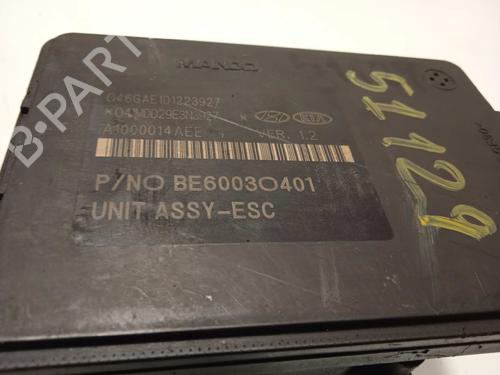 MANDO
046GAE1D1223927
A1000014AEE VER. 1.2
P/NO BE60030401
UNIT ASSY-ESC
51129
B-PARTS